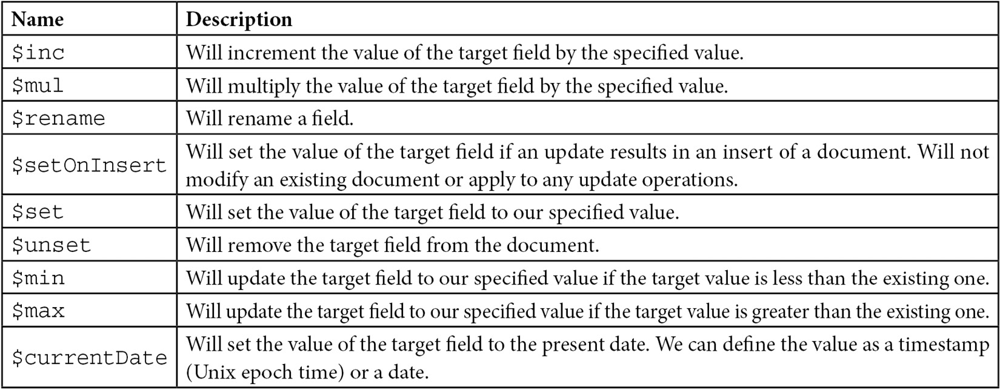 Name Description
$inc Will increment the value of the target field by the specified value.
$mul Will multiply the value of the target field by the specified value.
$rename Will rename a field.
$setOnInsert Will set the value of the target field if an update results in an insert of a document. Will not
modify an existing document or apply to any update operations.
$set Will set the value of the target field to our specified value.
$unset Will remove the target field from the document.
$min Will update the target field to our specified value if the target value is less than the existing one.
$max Will update the target field to our specified value if the target value is greater than the existing one.
$currentDate Will set the value of the target field to the present date. We can define the value as a timestamp
(Unix epoch time) or a date.